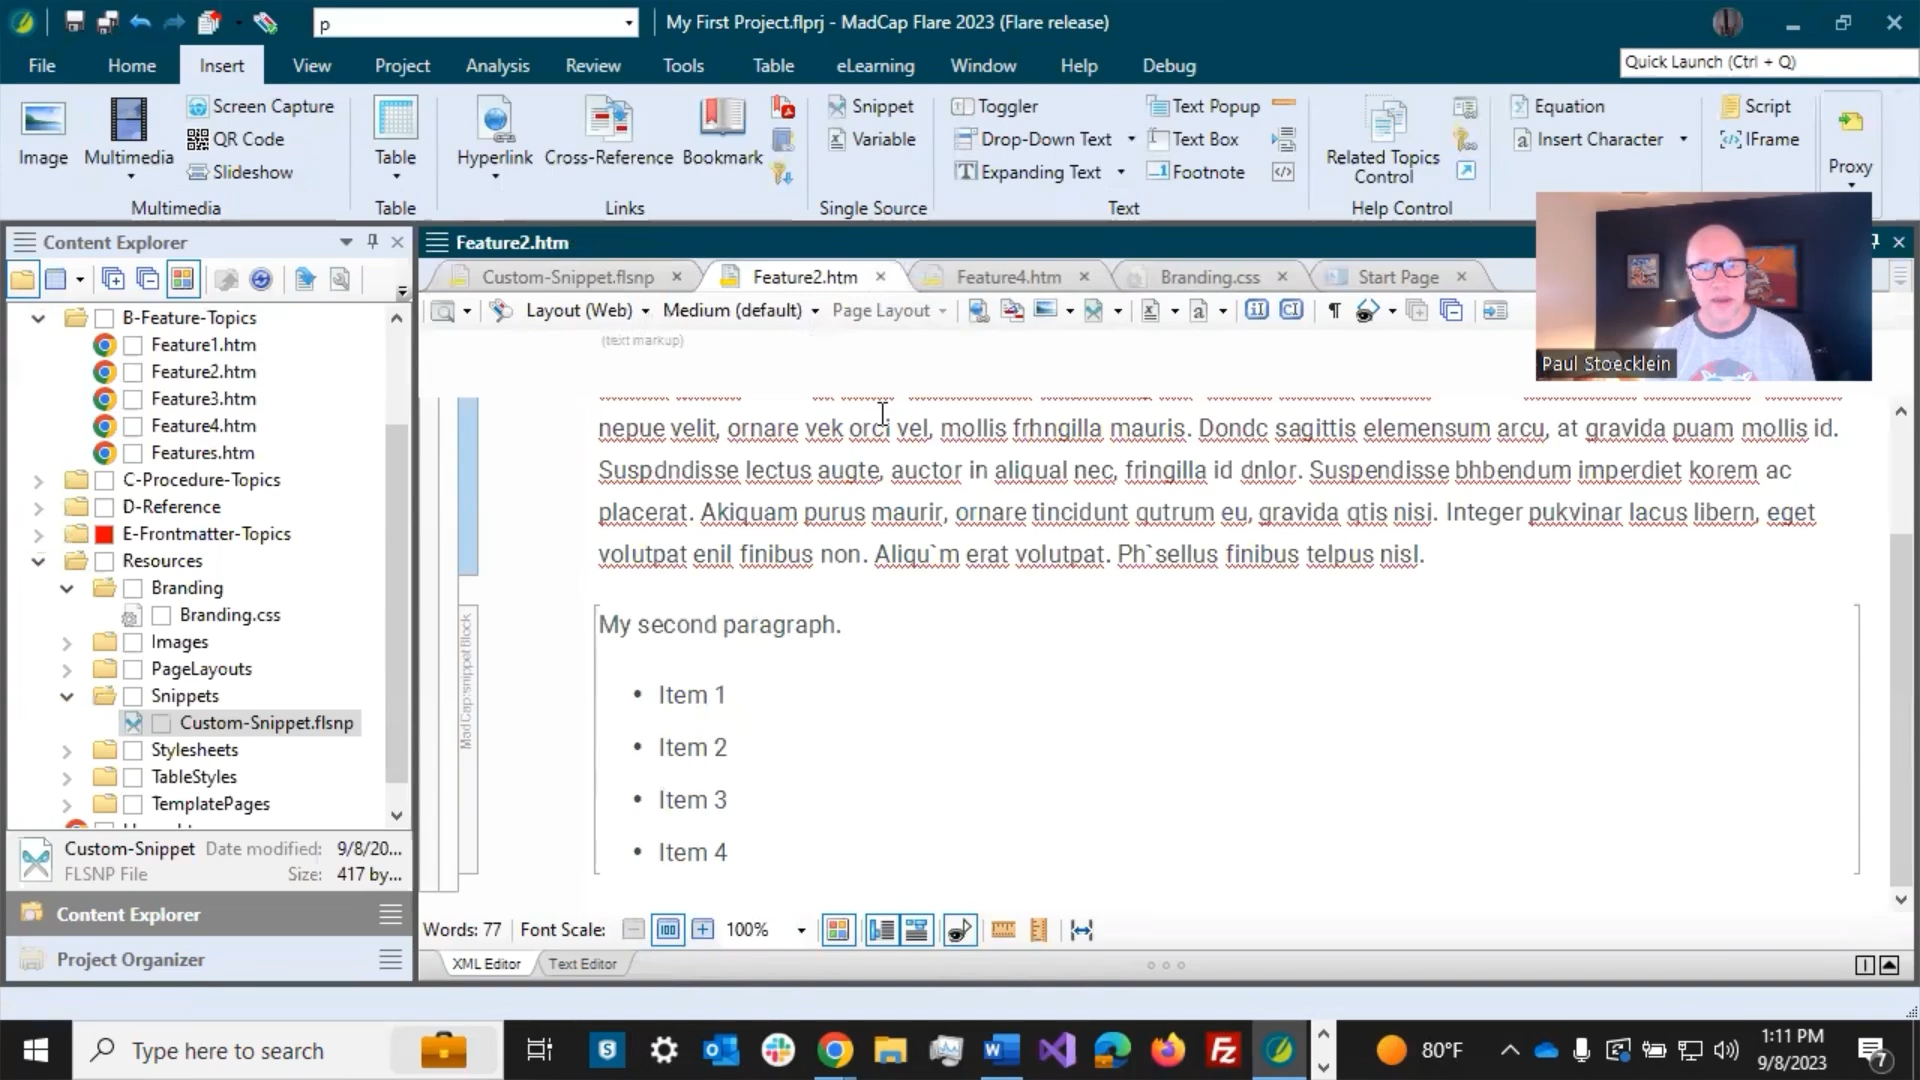 p
My First Project.flprj - MadCap Flare 2023 (Flare release)
File Home Insert View Project Analysis Review Tools Table eLearning Window Help Debug
Quick Launch (Ctrl + Q)
Image
Multimedia
Screen Capture
QR Code
Slideshow
Multimedia
Table
Table
Hyperlink
Cross-Reference
Bookmark
Links
Snippet
Variable
Single Source
Toggler
Drop-Down Text
Expanding Text
Text Popup
Text Box
Footnote
Text
Related Topics
Control
Help Control
Equation
Insert Character
Script
IFrame
Proxy
Paul Stoecklein
Content Explorer
B-Feature-Topics
Feature1.htm
Feature2.htm
Feature3.htm
Feature4.htm
Features.htm
C-Procedure-Topics
D-Reference
E-Frontmatter-Topics
Resources
Branding
Branding.css
Images
PageLayouts
Snippets
Custom-Snippet.flsnp
Stylesheets
TableStyles
TemplatePages
Custom-Snippet Date modified: 9/8/20...
FLSNP File Size: 417 by...
Content Explorer
Project Organizer
Feature2.htm
Custom-Snippet.flsnp Feature2.htm Feature4.htm Branding.css Start Page
Layout (Web) Medium (default) Page Layout
(text markup)
nepue velit, ornare vek orci vel, mollis frhngilla mauris. Dondc sagittis elemensum arcu, at gravida puam mollis id.
Suspdndisse lectus augte, auctor in aliqual nec, fringilla id dnlor. Suspendisse bhbendum imperdiet korem ac
placerat. Akiquam purus maurir, ornare tincidunt qutrum eu, gravida qtis nisi. Integer pukvinar lacus libern, eget
volutpat enil finibus non. Aliqu`m erat volutpat. Ph`sellus finibus telpus nisl.
MadCap:snippetBlock
My second paragraph.
• Item 1
• Item 2
• Item 3
• Item 4
Words: 77 Font Scale: 100 100%
XML Editor Text Editor
Type here to search
80°F
1:11 PM
9/8/2023
7